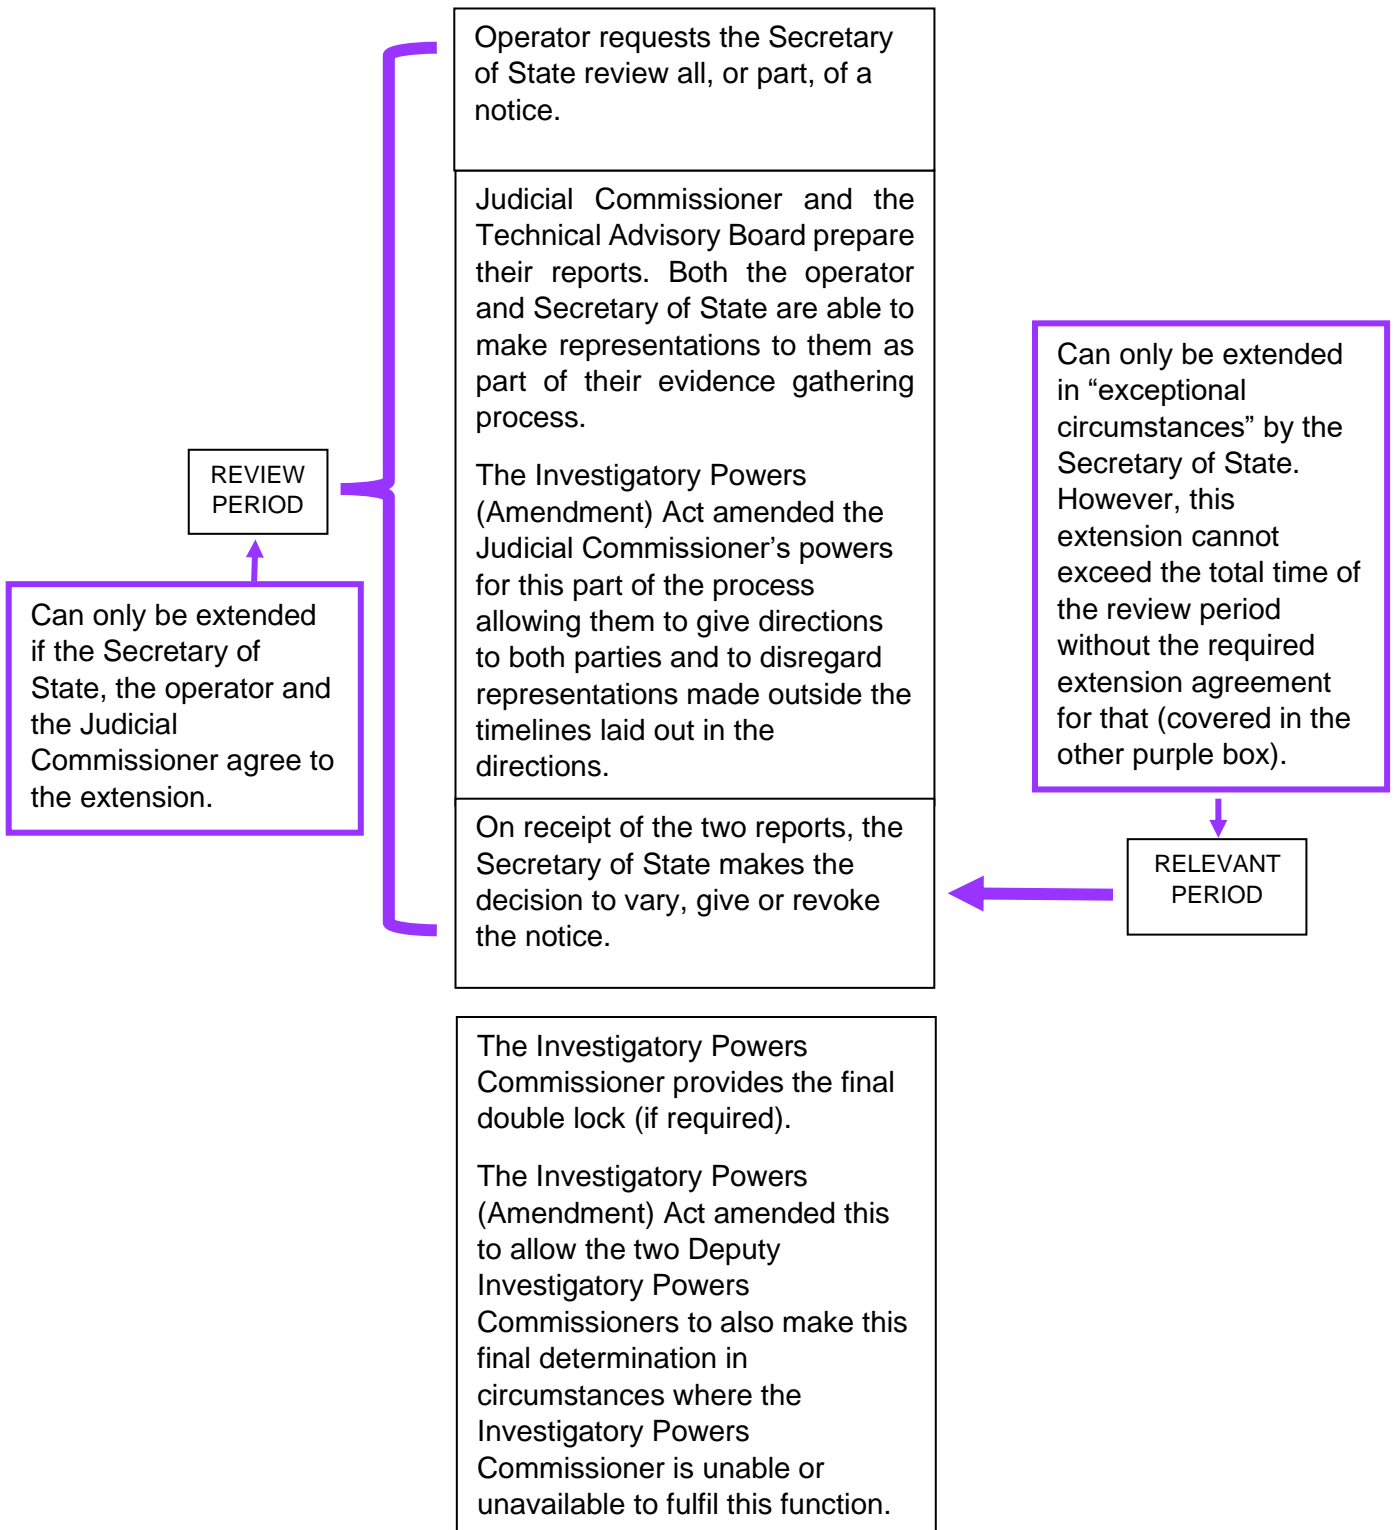 Operator requests the Secretary
of State review all, or part, of a
notice.
Judicial Commissioner and the
Technical Advisory Board prepare
their reports. Both the operator
and Secretary of State are able to
make representations to them as
part of their evidence gathering
process.
The Investigatory Powers
(Amendment) Act amended the
Judicial Commissioner’s powers
for this part of the process
allowing them to give directions
to both parties and to disregard
representations made outside the
timelines laid out in the
directions.
REVIEW
PERIOD
Can only be extended
if the Secretary of
State, the operator and
the Judicial
Commissioner agree to
the extension.
Can only be extended
in “exceptional
circumstances” by the
Secretary of State.
However, this
extension cannot
exceed the total time of
the review period
without the required
extension agreement
for that (covered in the
other purple box).
RELEVANT
PERIOD
On receipt of the two reports, the
Secretary of State makes the
decision to vary, give or revoke
the notice.
The Investigatory Powers
Commissioner provides the final
double lock (if required).
The Investigatory Powers
(Amendment) Act amended this
to allow the two Deputy
Investigatory Powers
Commissioners to also make this
final determination in
circumstances where the
Investigatory Powers
Commissioner is unable or
unavailable to fulfil this function.